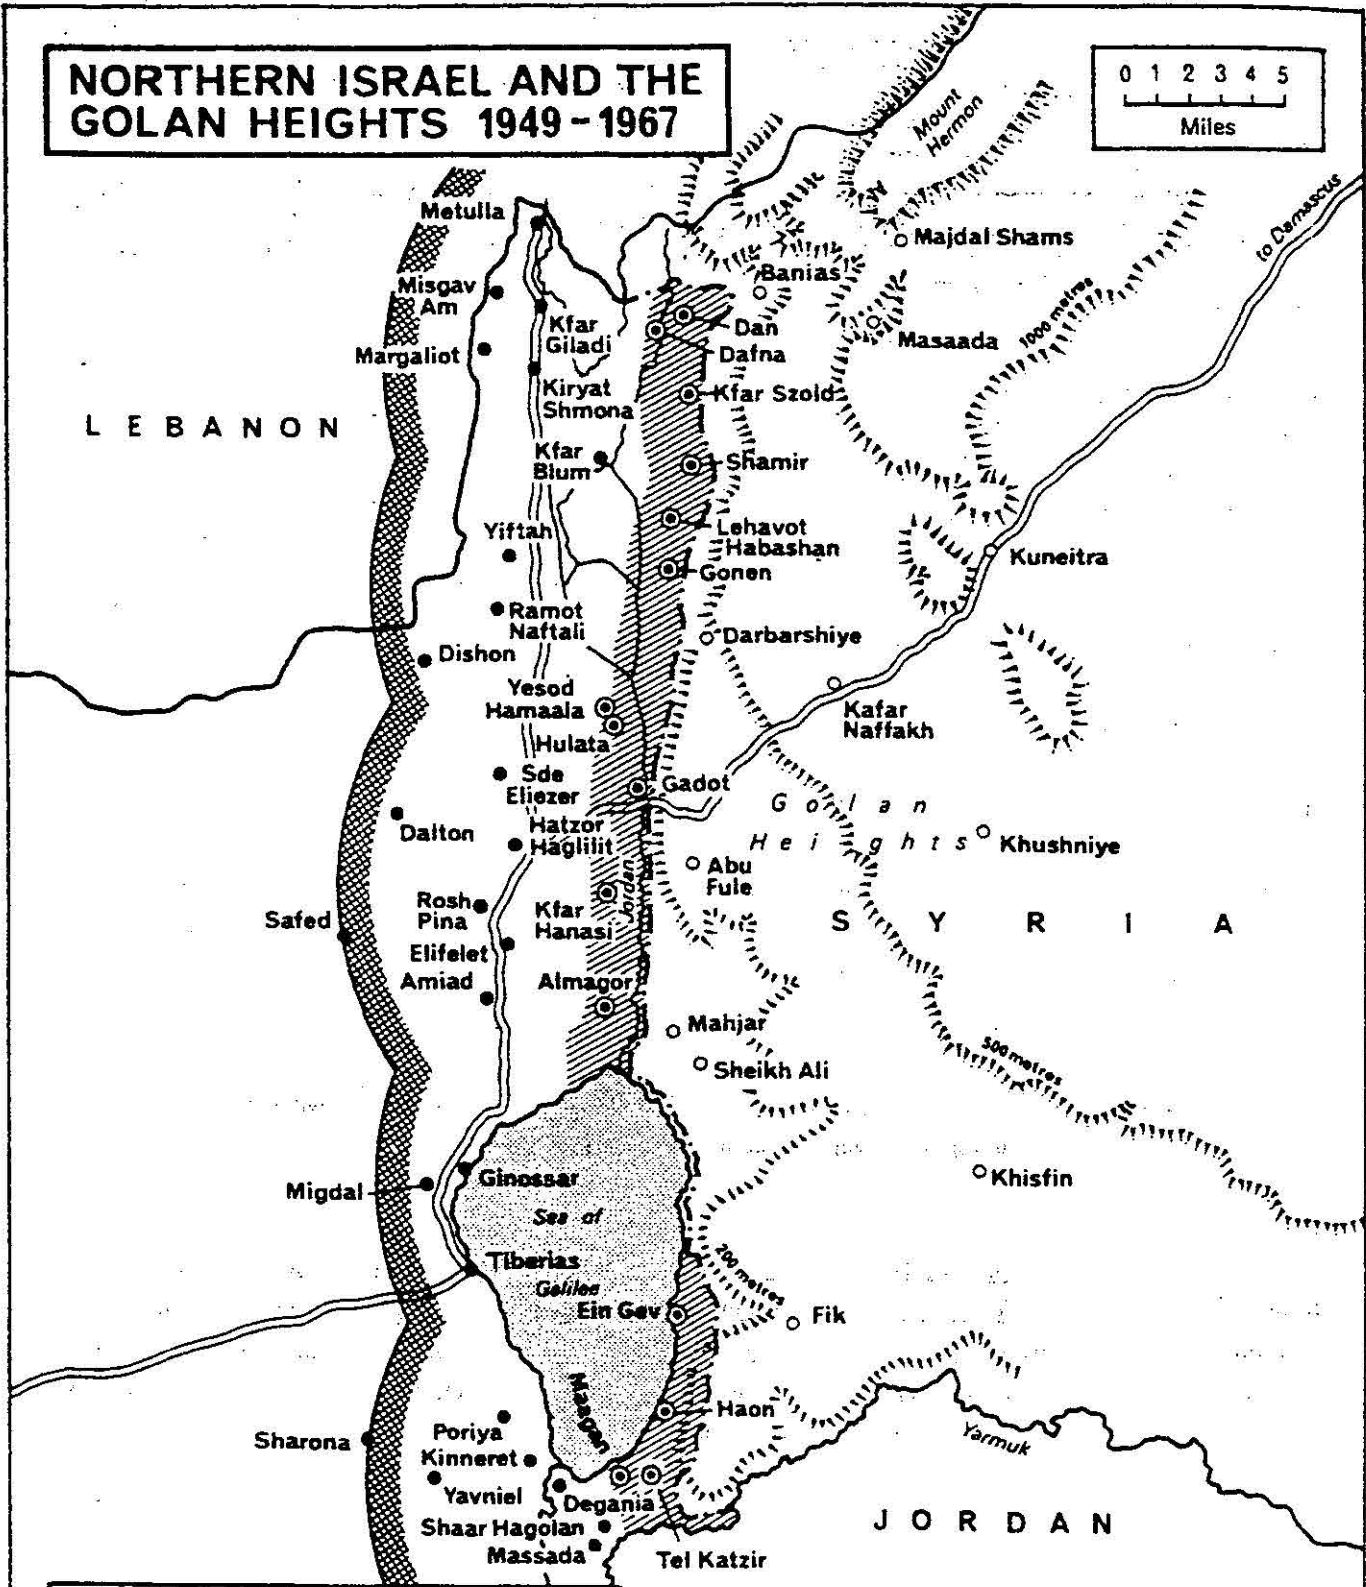 NORTHERN ISRAEL AND THE
GOLAN HEIGHTS 1949-1967
0 1 2 3 4 5
Miles
Mount
Hermon
to Damascus
Metulla
Majdal Shams
Misgav
Am
Banias
1000 metres
Kfar
Giladi
Dan
Dafna
Masaada
Margaliot
Kiryat
Shmona
Kfar Szold
LEBANON
Kfar
Blum
Shamir
Yiftah
Lehavot
Habashan
Gonen
Kuneitra
Ramot
Naftali
Darbarshiye
Dishon
Yesod
Hamaala
Kafar
Naffakh
Hulata
Sde
Eliezer
Gadot
Golan
Heights
Dalton
Hatzor
Haglilit
Khushniye
Abu
Fule
Jordan
Rosh
Pina
Kfar
Hanasi
Safed
SYRIA
Elifelet
Amiad
Almagor
Mahjar
500 metres
Sheikh Ali
Ginossar
Migdal
Khisfin
Sea of
Galilee
Tiberias
200 metres
Ein Gev
Fik
Maagan
Haon
Poriya
Sharona
Kinneret
Yarmuk
Yavniel
Degania
Shaar Hagolan
JORDAN
Massada
Tel Katzir